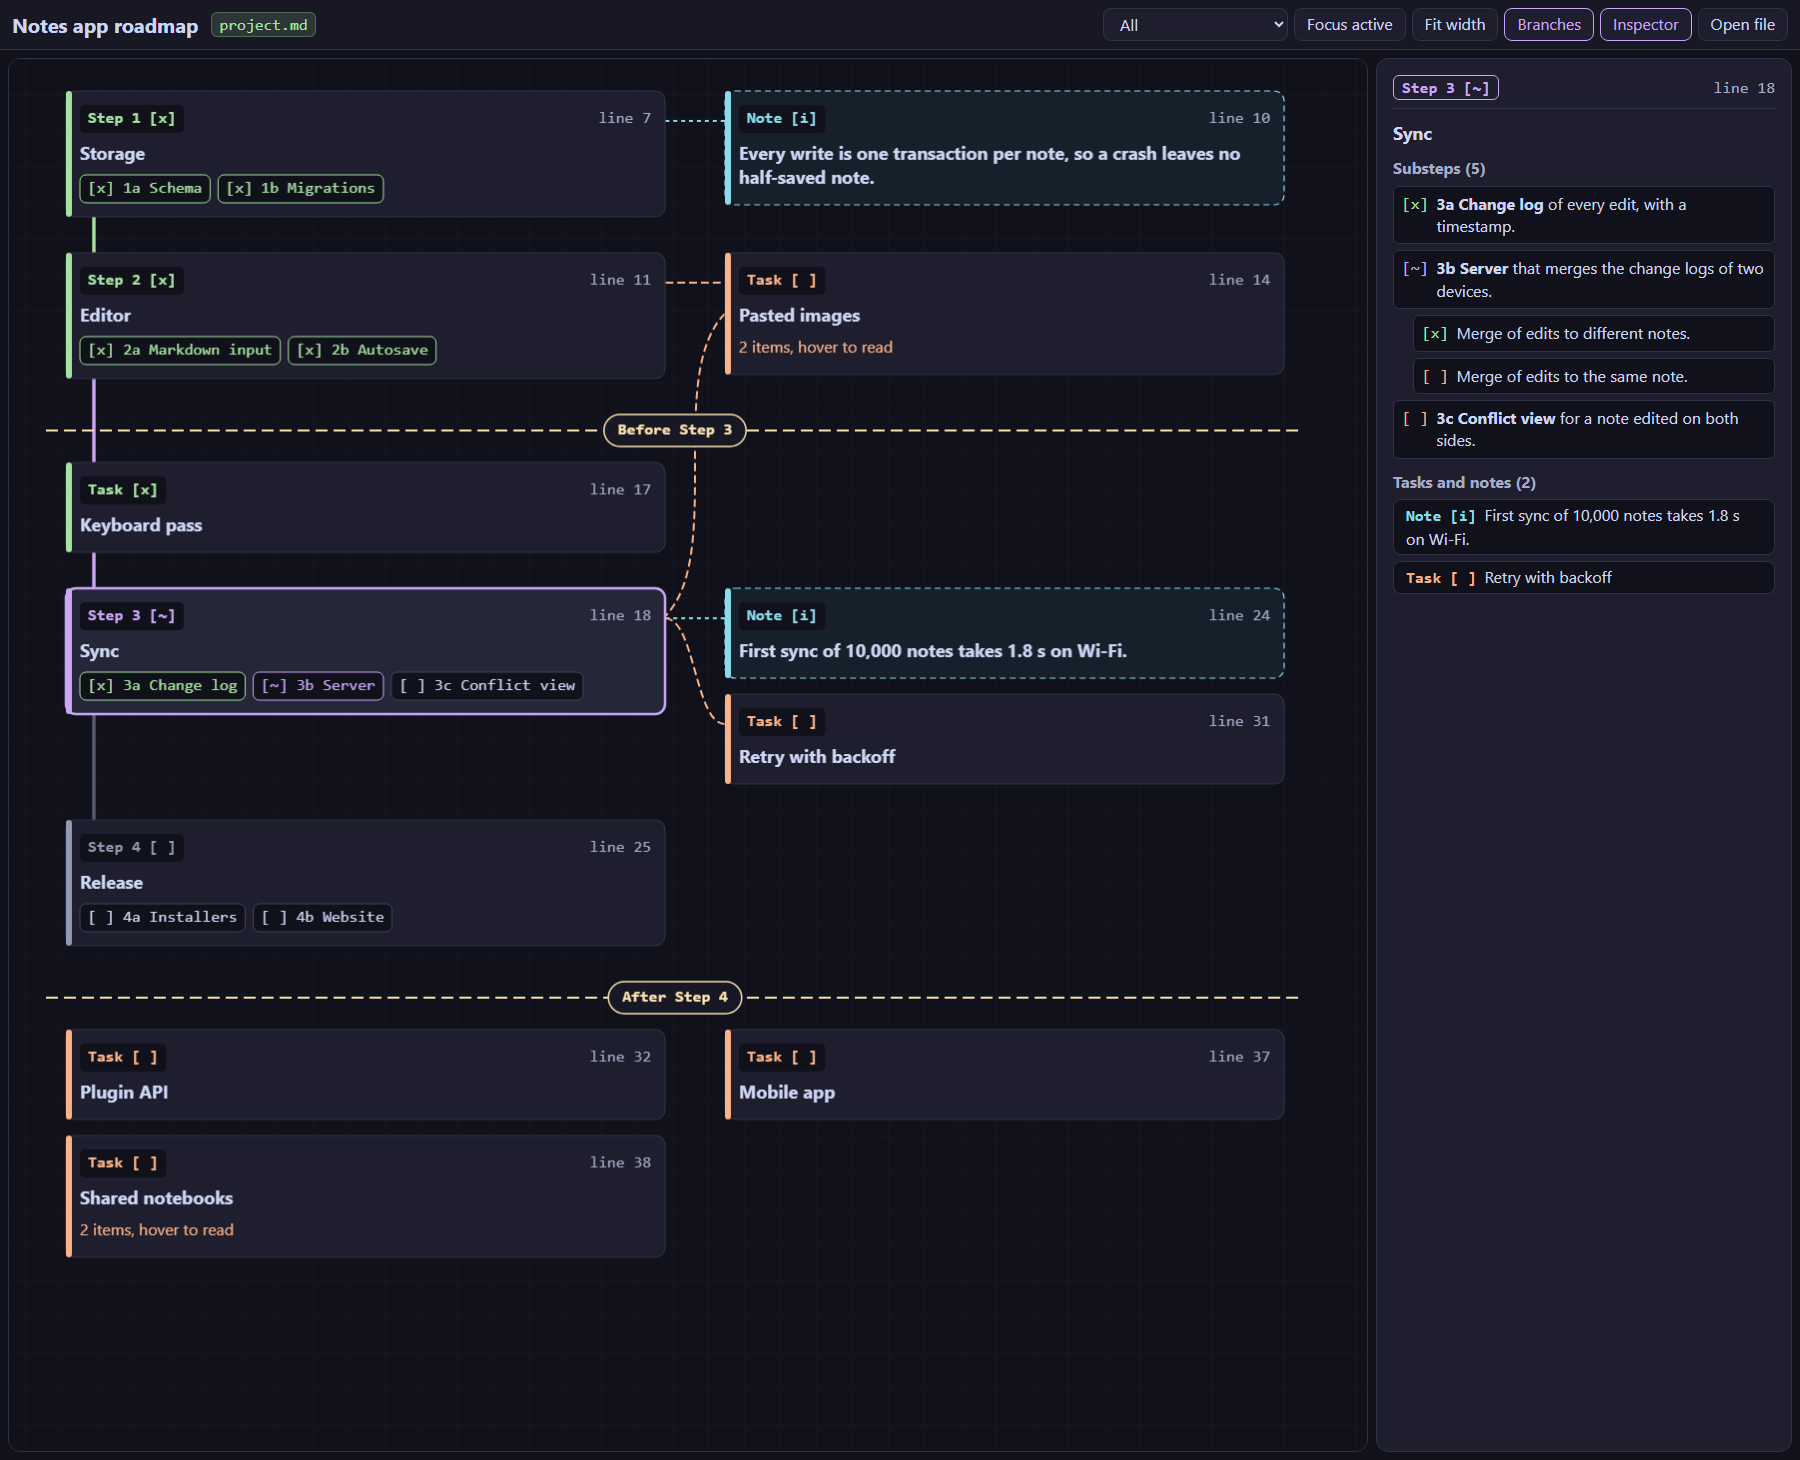 Notes app roadmap project.md
All Focus active Fit width Branches Inspector Open file
Step 1 [x] line 7
Storage
[x] 1a Schema [x] 1b Migrations
Note [i] line 10
Every write is one transaction per note, so a crash leaves no
half-saved note.
Step 2 [x] line 11
Editor
[x] 2a Markdown input [x] 2b Autosave
Task [ ] line 14
Pasted images
2 items, hover to read
Before Step 3
Task [x] line 17
Keyboard pass
Step 3 [~] line 18
Sync
[x] 3a Change log [~] 3b Server [ ] 3c Conflict view
Note [i] line 24
First sync of 10,000 notes takes 1.8 s on Wi-Fi.
Task [ ] line 31
Retry with backoff
Step 4 [ ] line 25
Release
[ ] 4a Installers [ ] 4b Website
After Step 4
Task [ ] line 32
Plugin API
Task [ ] line 37
Mobile app
Task [ ] line 38
Shared notebooks
2 items, hover to read
Step 3 [~] line 18
Sync
Substeps (5)
[x] 3a Change log of every edit, with a
timestamp.
[~] 3b Server that merges the change logs of two
devices.
[x] Merge of edits to different notes.
[ ] Merge of edits to the same note.
[ ] 3c Conflict view for a note edited on both
sides.
Tasks and notes (2)
Note [i] First sync of 10,000 notes takes 1.8 s
on Wi-Fi.
Task [ ] Retry with backoff